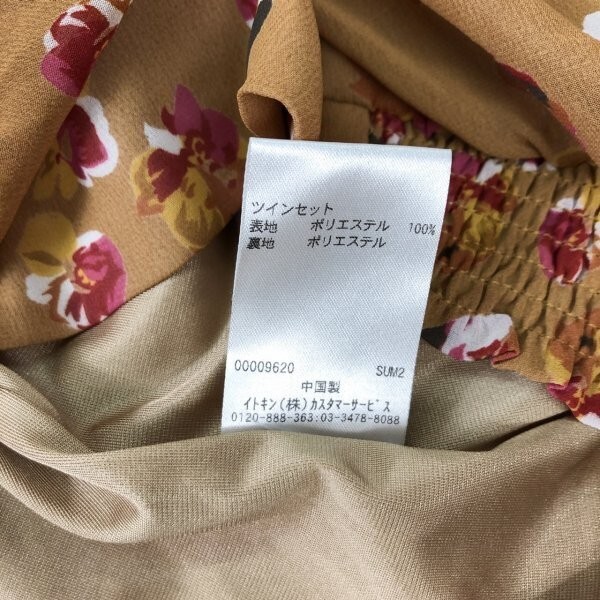 ツインセット
表地 ポリエステル 100%
裏地 ポリエステル
00009620 SUM2
中国製
イトキン(株)カスタマーサービス
0120-888-363:03-3478-8088